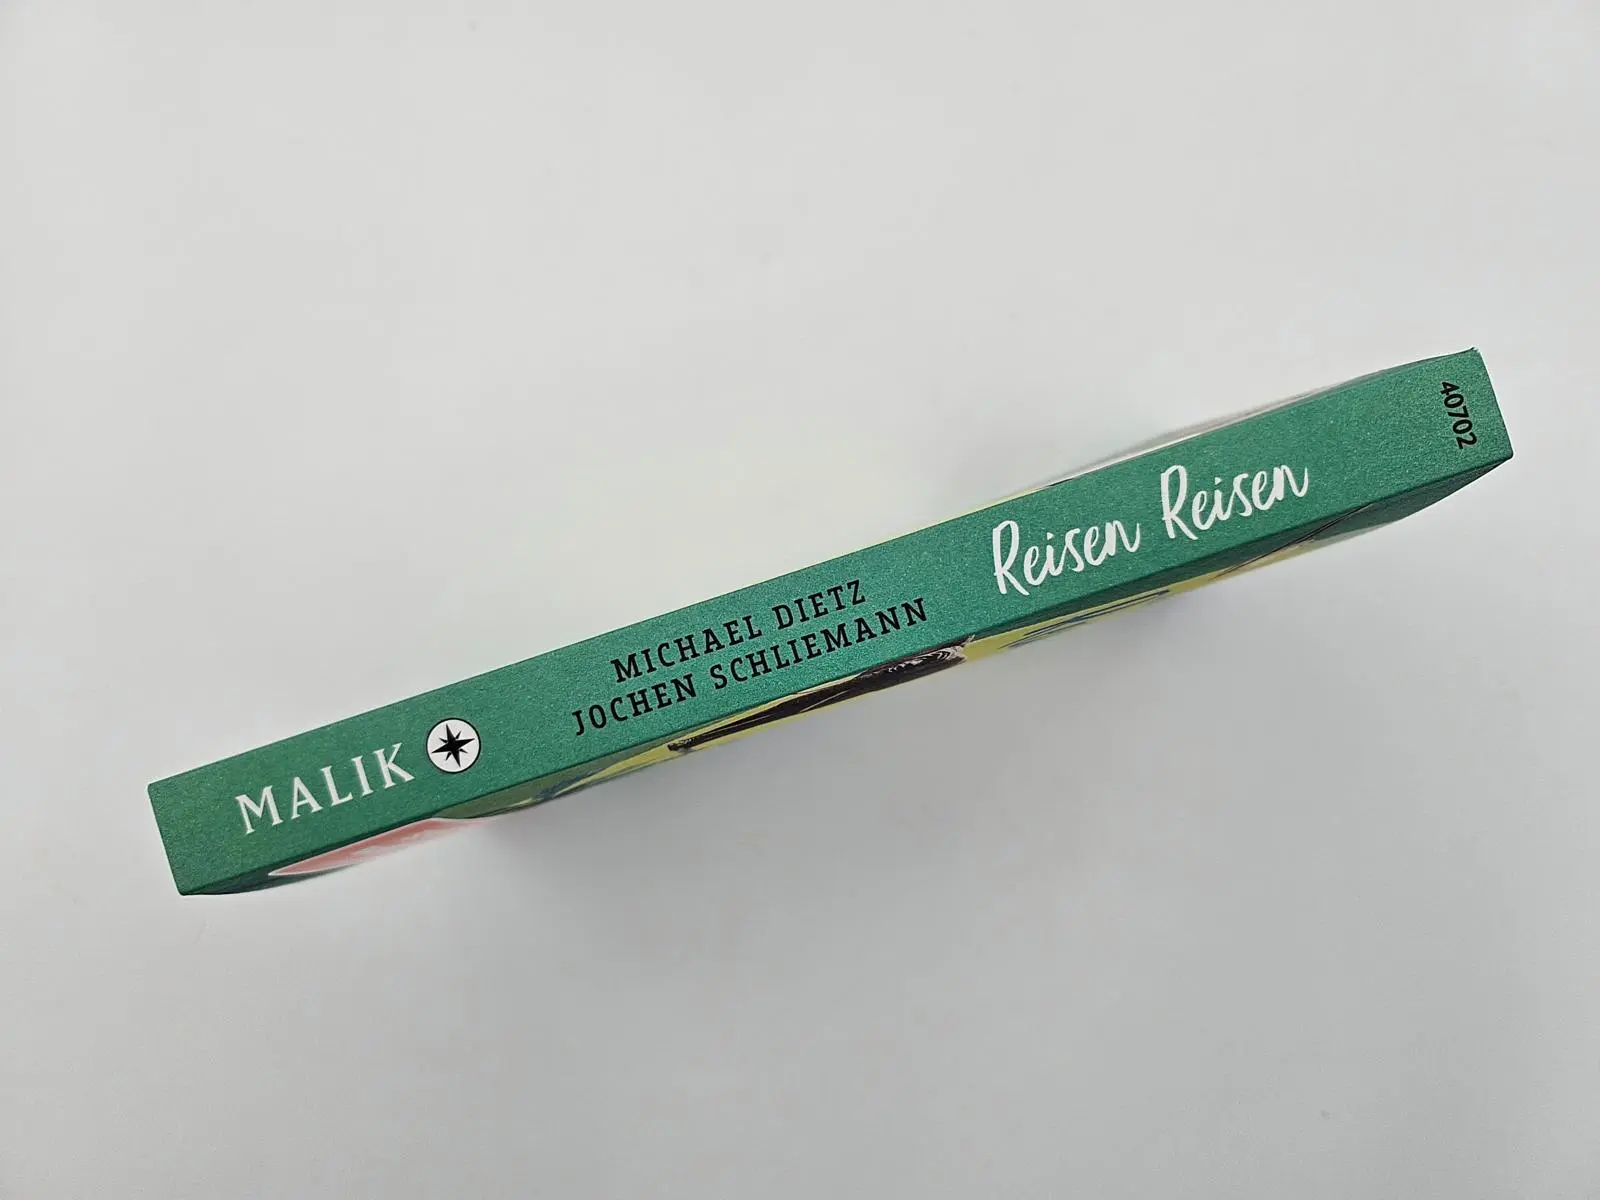 MALIK
MICHAEL DIETZ
JOCHEN SCHLIEMANN
Reisen Reisen
40702